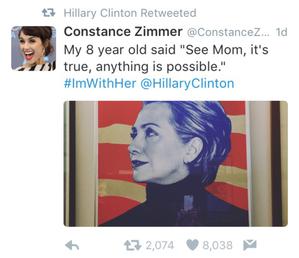 Hillary Clinton Retweeted
Constance Zimmer @ConstanceZ... 1d
My 8 year old said "See Mom, it's
true, anything is possible."
#ImWithHer @HillaryClinton
2,074 8,038